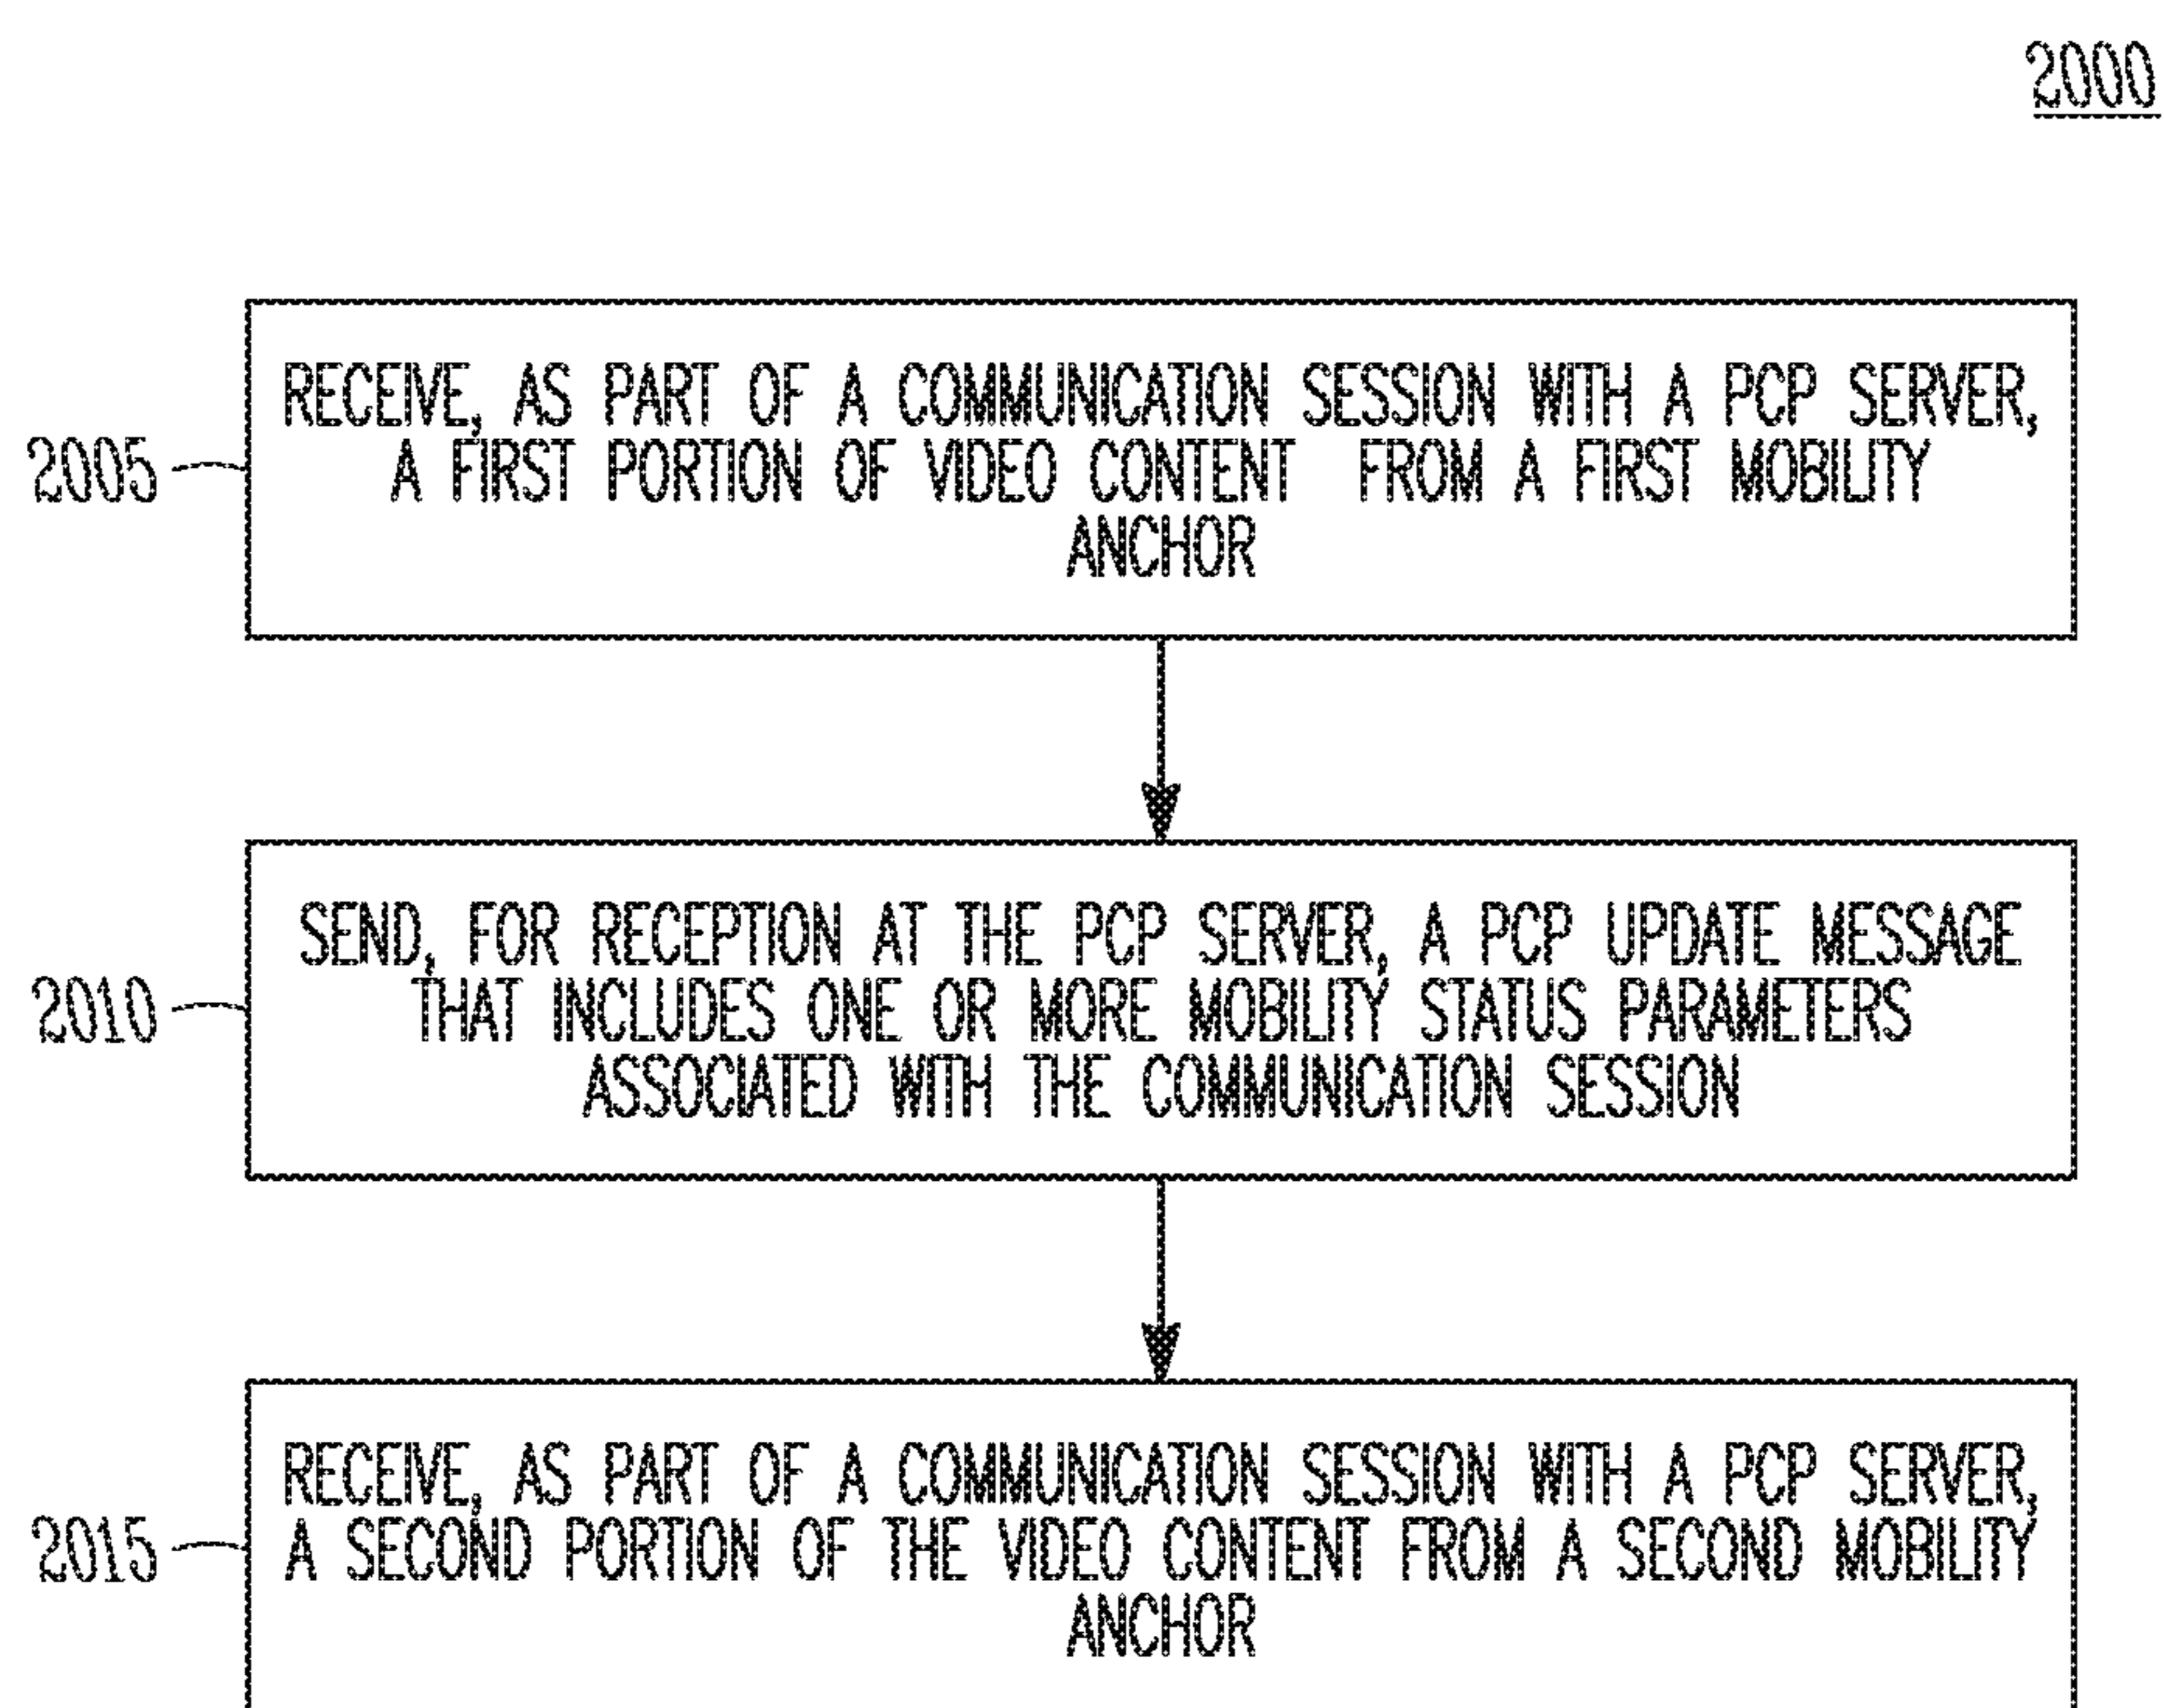 2000
RECEIVE, AS PART OF A COMMUNICATION SESSION WITH A PCP SERVER,
A FIRST PORTION OF VIDEO CONTENT FROM A FIRST MOBILITY
ANCHOR
2005
SEND, FOR RECEPTION AT THE PCP SERVER, A PCP UPDATE MESSAGE
THAT INCLUDES ONE OR MORE MOBILITY STATUS PARAMETERS
ASSOCIATED WITH THE COMMUNICATION SESSION
2010
RECEIVE, AS PART OF A COMMUNICATION SESSION WITH A PCP SERVER,
A SECOND PORTION OF THE VIDEO CONTENT FROM A SECOND MOBILITY
ANCHOR
2015